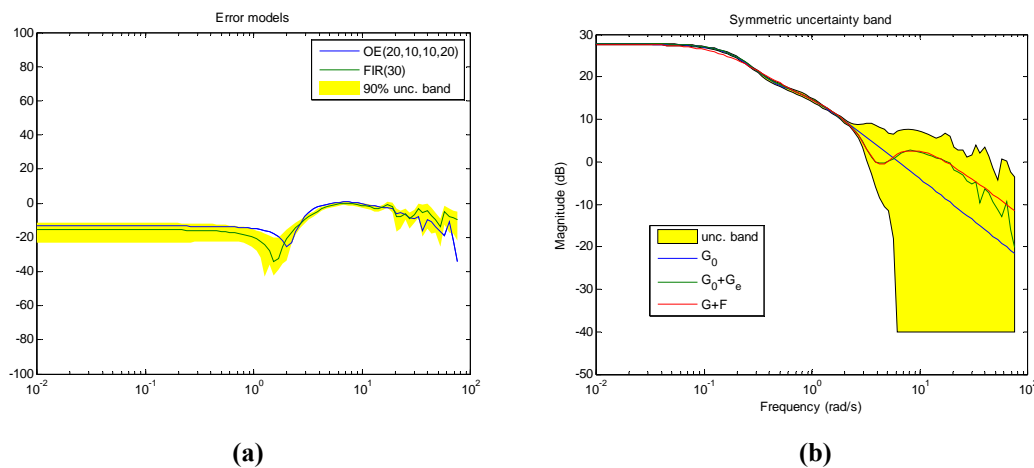 Error models
100
80
60
40
20
0
-20
-40
-60
-80
-100
10^-2
10^-1
10^0
10^1
10^2
OE(20,10,10,20)
FIR(30)
90% unc. band
(a)
Symmetric uncertainty band
Magnitude (dB)
30
20
10
0
-10
-20
-30
-40
-50
10^-2
10^-1
10^0
10^1
10^2
Frequency (rad/s)
unc. band
G_0
G_0+G_e
G+F
(b)